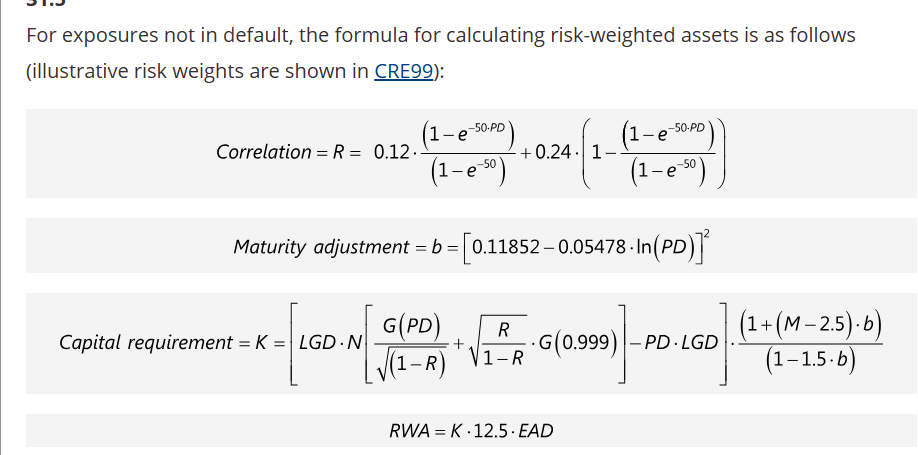 31.5
For exposures not in default, the formula for calculating risk-weighted assets is as follows
(illustrative risk weights are shown in CRE99):
Correlation = R = 0.12·(1−e^(−50·PD))/(1−e^(−50))+0.24·(1−(1−e^(−50·PD))/(1−e^(−50)))
Maturity adjustment = b = [0.11852−0.05478·ln(PD)]^2
Capital requirement = K = [LGD·N[G(PD)/√(1−R)+√(R/(1−R))·G(0.999)]−PD·LGD]·(1+(M−2.5)·b)/(1−1.5·b)
RWA = K·12.5·EAD